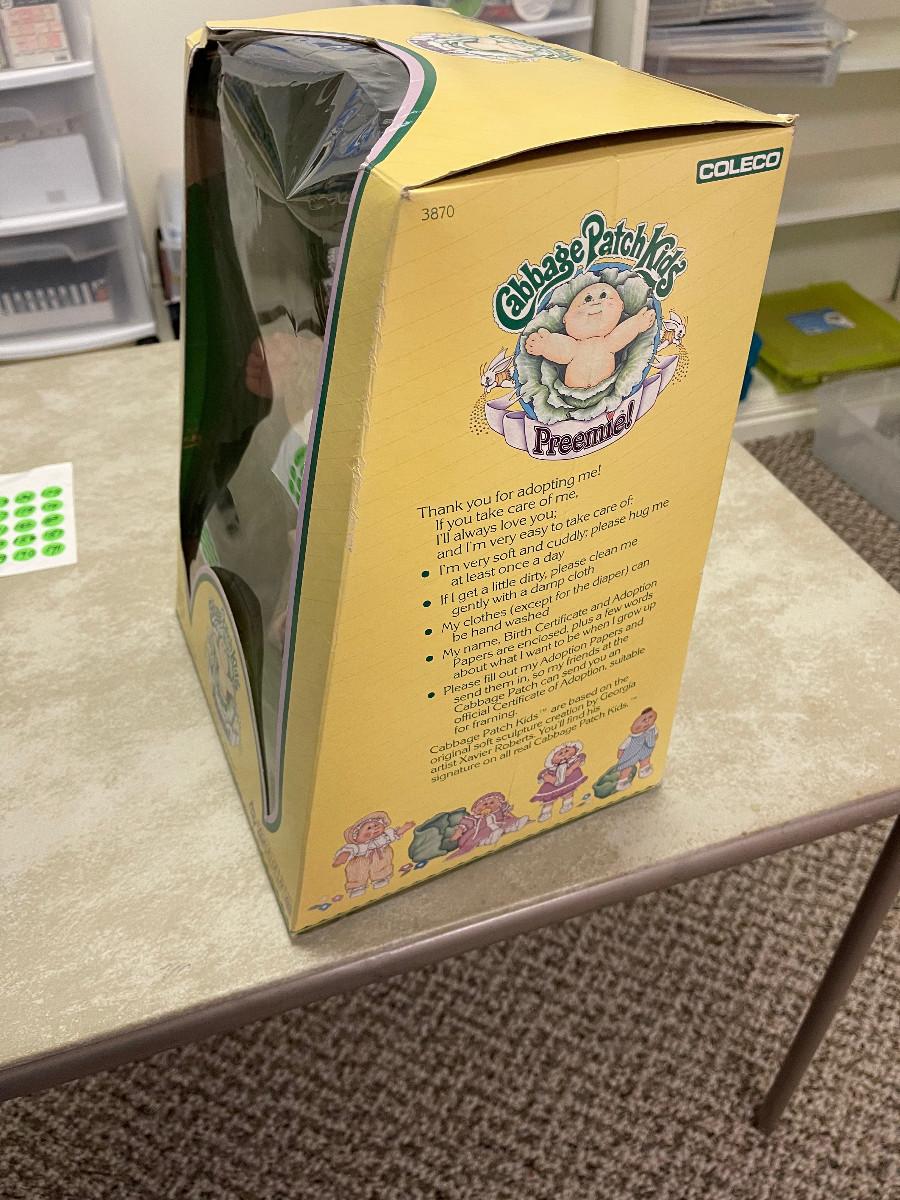 COLECO
3870
Cabbage Patch Kids
Preemie!
Thank you for adopting me!
If you take care of me,
I'll always love you;
and I'm very easy to take care of:
• I'm very soft and cuddly; please hug me
at least once a day
• If I get a little dirty, please clean me
gently with a damp cloth
• My clothes (except for the diaper) can
be hand washed
• My name, Birth Certificate and Adoption
Papers are enclosed, plus a few words
about what I want to be when I grow up
• Please fill out my Adoption Papers and
send them in, so my friends at the
Cabbage Patch can send you an
official Certificate of Adoption, suitable
for framing.
Cabbage Patch Kids™ are based on the
original soft sculpture creation by Georgia
artist Xavier Roberts. You'll find his
signature on all real Cabbage Patch Kids.™